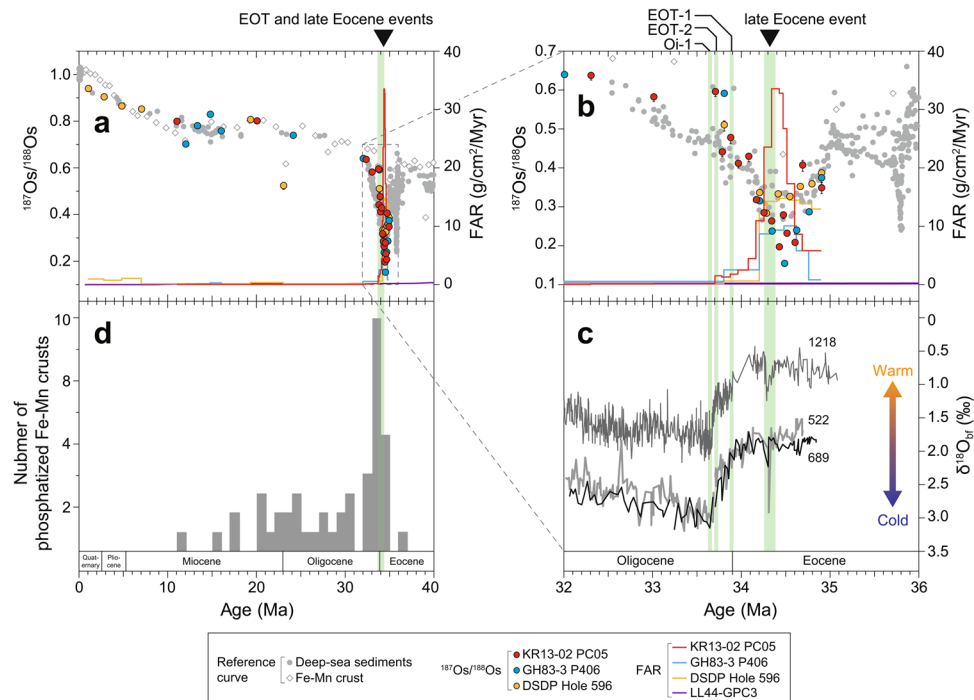 EOT and late Eocene events
EOT-1
EOT-2
Oi-1
late Eocene event
187Os/188Os
1.0
0.8
0.6
0.4
0.2
a
40
30
20
10
0
FAR (g/cm2/Myr)
187Os/188Os
0.7
0.6
0.5
0.4
0.3
0.2
0.1
b
40
30
20
10
0
FAR (g/cm2/Myr)
Nubmer of
phosphatized Fe-Mn crusts
10
8
4
2
d
Quat-
ernary
Plio-
cene
Miocene
Oligocene
Eocene
0 10 20 30 40
Age (Ma)
c
1218
522
689
0
0.5
1.0
1.5
2.0
2.5
3.0
3.5
δ18Obf (‰)
Warm
Cold
Oligocene
Eocene
32 33 34 35 36
Age (Ma)
Reference
curve
Deep-sea sediments
Fe-Mn crust
187Os/188Os
KR13-02 PC05
GH83-3 P406
DSDP Hole 596
FAR
KR13-02 PC05
GH83-3 P406
DSDP Hole 596
LL44-GPC3